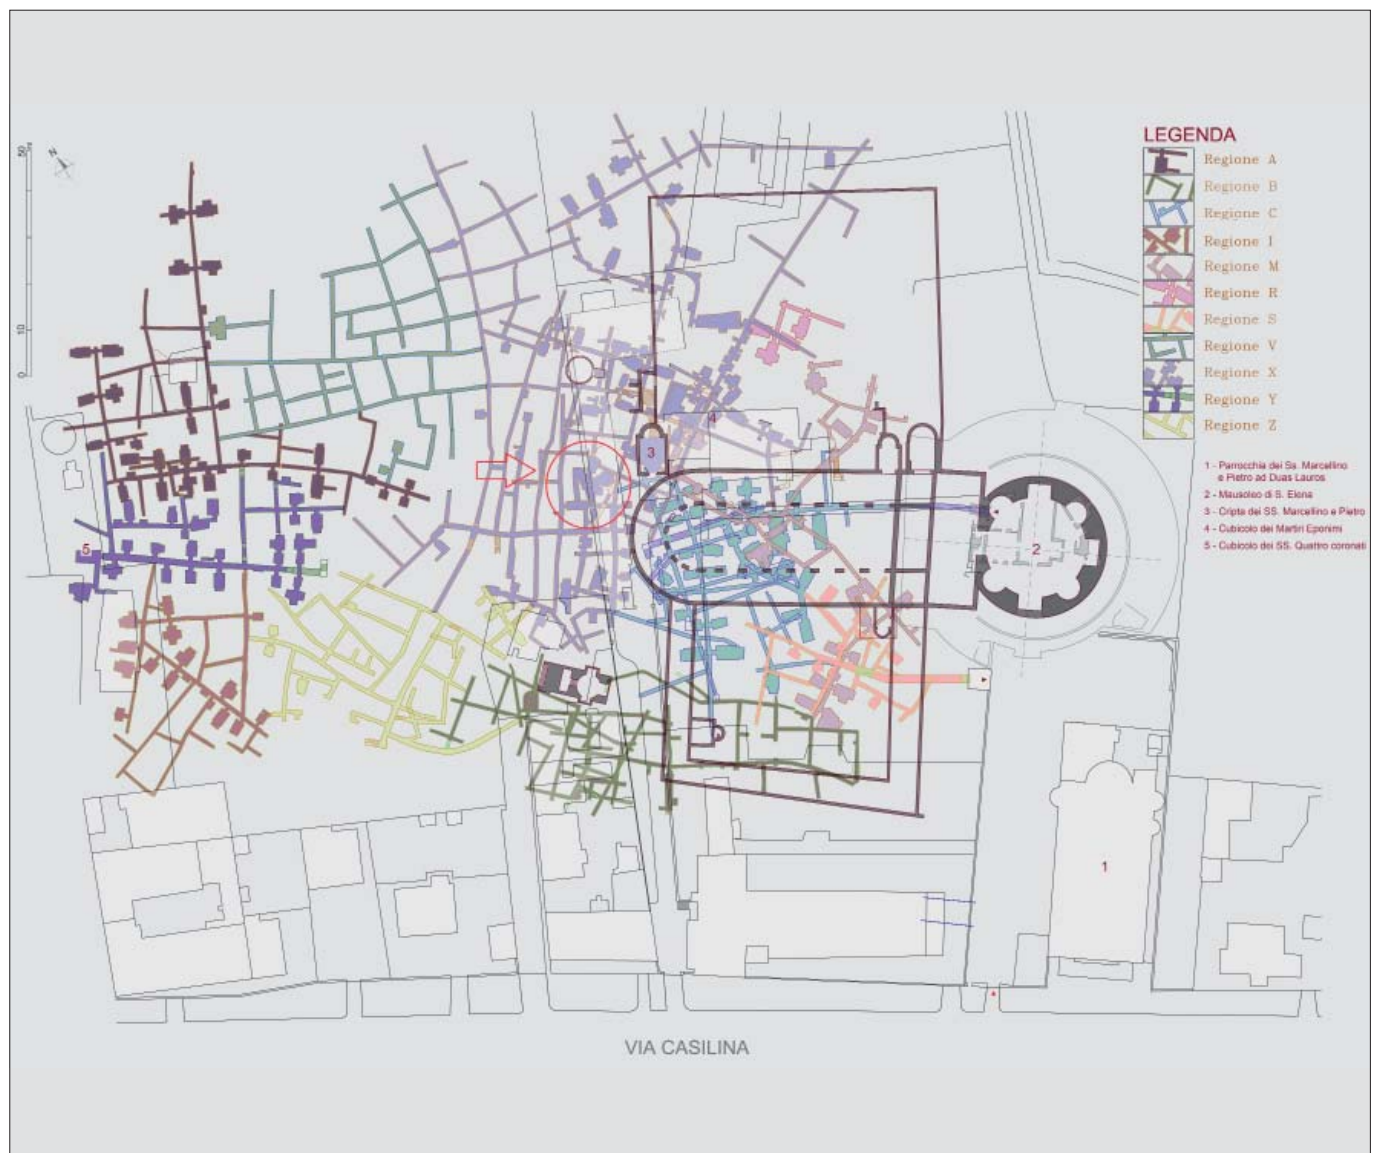 50
10
0
N
LEGENDA
Regione A
Regione B
Regione C
Regione I
Regione M
Regione R
Regione S
Regione V
Regione X
Regione Y
Regione Z
1 - Parrocchia dei Ss. Marcellino
e Pietro ad Duas Lauros
2 - Mausoleo di S. Elena
3 - Cripta dei SS. Marcellino e Pietro
4 - Cubicolo dei Martiri Eponimi
5 - Cubicolo dei SS. Quattro coronati
4
3
5
2
1
VIA CASILINA